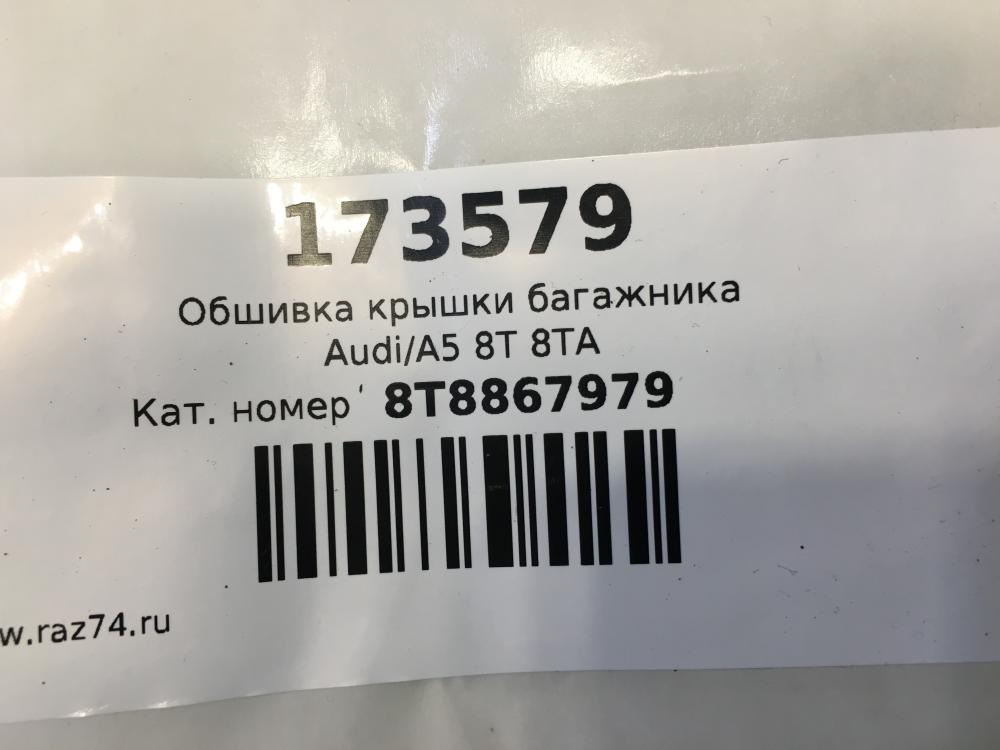 173579
Обшивка крышки багажника
Audi/A5 8T 8TA
Кат. номер 8T8867979
w.raz74.ru